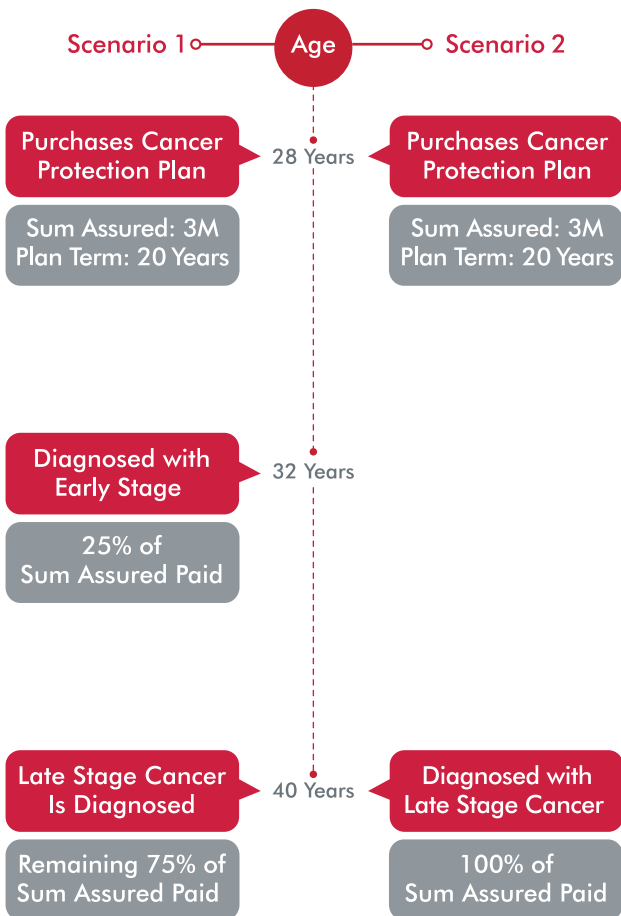 Scenario 1
Age
Scenario 2
Purchases Cancer
Protection Plan
28 Years
Purchases Cancer
Protection Plan
Sum Assured: 3M
Plan Term: 20 Years
Sum Assured: 3M
Plan Term: 20 Years
Diagnosed with
Early Stage
32 Years
25% of
Sum Assured Paid
Late Stage Cancer
Is Diagnosed
40 Years
Diagnosed with
Late Stage Cancer
Remaining 75% of
Sum Assured Paid
100% of
Sum Assured Paid